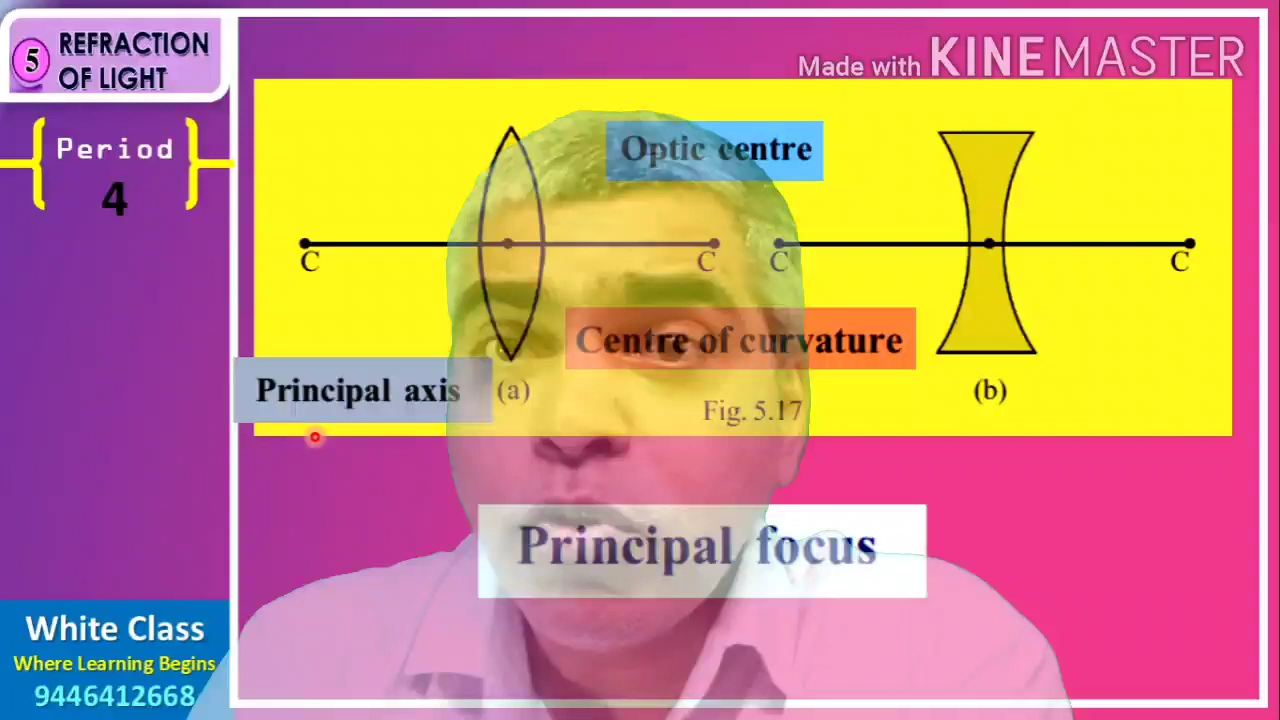 5
REFRACTION
OF LIGHT
Made with KINEMASTER
Period
4
Optic centre
C
C
C
C
Centre of curvature
Principal axis
(a)
(b)
Fig. 5.17
Principal focus
White Class
Where Learning Begins
9446412668